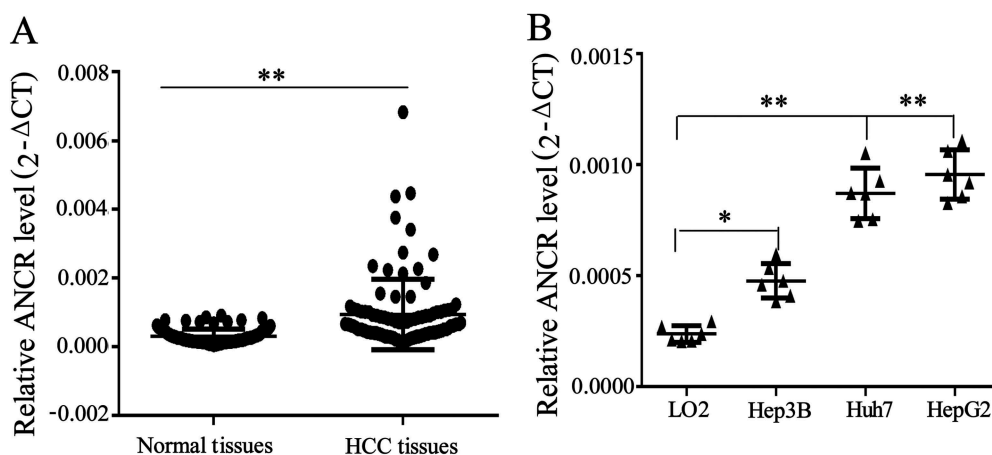 A
Relative ANCR level (2-ΔCT)
0.008
0.006
0.004
0.002
0.000
-0.002
**
Normal tissues
HCC tissues
B
Relative ANCR level (2-ΔCT)
0.0015
0.0010
0.0005
0.0000
*
**
**
LO2
Hep3B
Huh7
HepG2